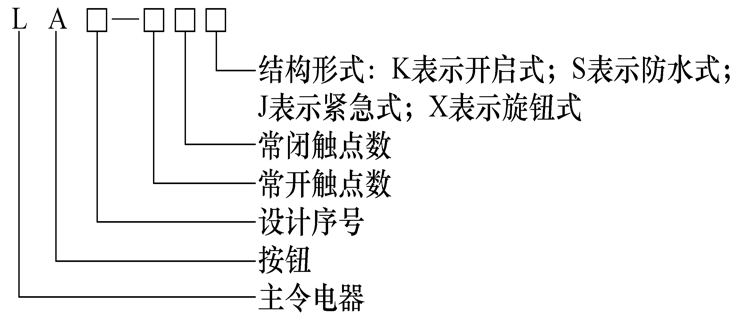 LA□—□□□
结构形式：K表示开启式；S表示防水式；
J表示紧急式；X表示旋钮式
常闭触点数
常开触点数
设计序号
按钮
主令电器